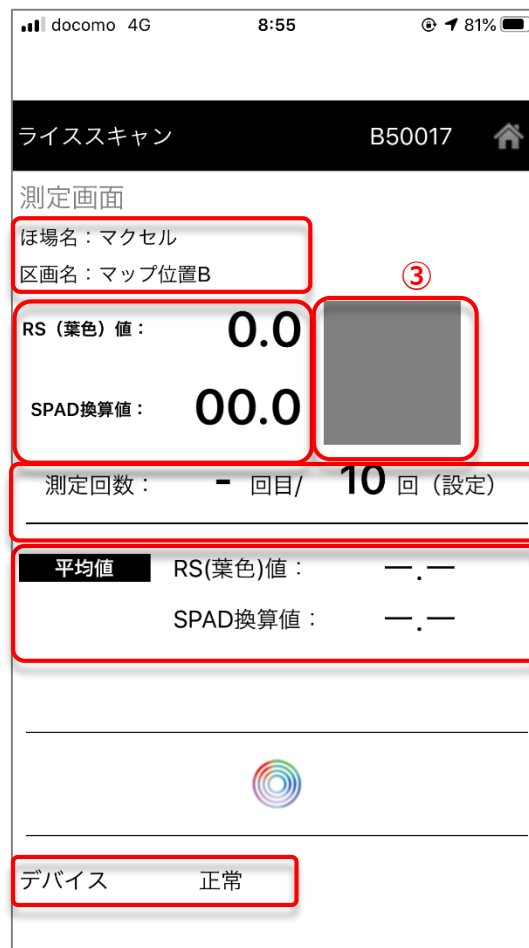 docomo 4G 8:55 81%
ライススキャン B50017
測定画面
ほ場名：マクセル
区画名：マップ位置B
③
RS（葉色）値： 0.0
SPAD換算値： 00.0
測定回数： - 回目/ 10 回（設定）
平均値 RS(葉色)値： —.—
SPAD換算値： —.—
デバイス 正常